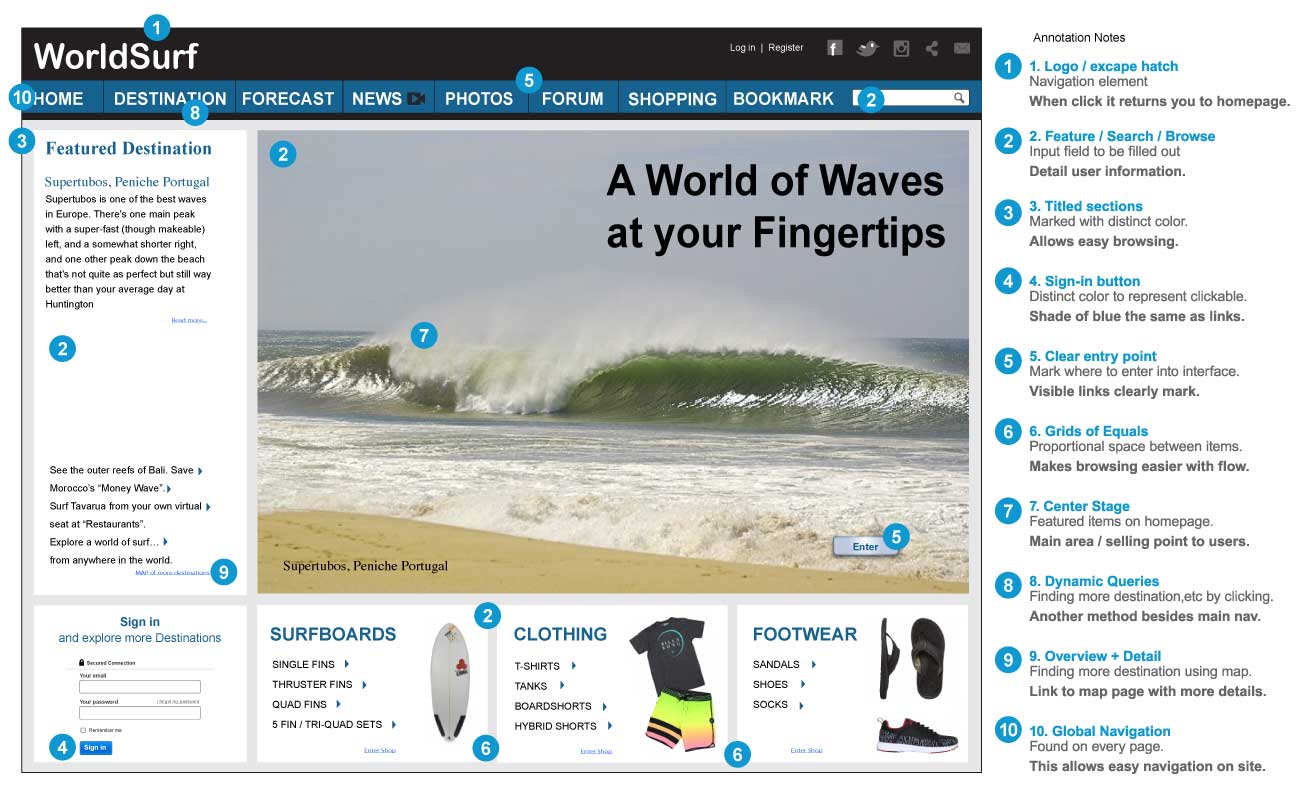 1
WorldSurf
Log in | Register
f
10 HOME
DESTINATION
8
FORECAST
NEWS
PHOTOS
5
FORUM
SHOPPING
BOOKMARK
2
3
Featured Destination
Supertubos, Peniche Portugal
Supertubos is one of the best waves
in Europe. There's one main peak
with a super-fast (though makeable)
left, and a somewhat shorter right,
and one other peak down the beach
that's not quite as perfect but still way
better than your average day at
Huntington
Read more...
2
See the outer reefs of Bali. Save
Morocco's “Money Wave”.
Surf Tavarua from your own virtual
seat at “Restaurants”.
Explore a world of surf…
from anywhere in the world.
MAP of more destinations
9
2
A World of Waves
at your Fingertips
7
Enter
5
Supertubos, Peniche Portugal
Sign in
and explore more Destinations
Secured Connection
Your email
Your password
I forgot my password
Remember me
4
Sign in
SURFBOARDS
SINGLE FINS
THRUSTER FINS
QUAD FINS
5 FIN / TRI-QUAD SETS
Enter Shop
2
6
CLOTHING
T-SHIRTS
TANKS
BOARDSHORTS
HYBRID SHORTS
Enter Shop
6
FOOTWEAR
SANDALS
SHOES
SOCKS
Enter Shop
Annotation Notes
1
1. Logo / excape hatch
Navigation element
When click it returns you to homepage.
2
2. Feature / Search / Browse
Input field to be filled out
Detail user information.
3
3. Titled sections
Marked with distinct color.
Allows easy browsing.
4
4. Sign-in button
Distinct color to represent clickable.
Shade of blue the same as links.
5
5. Clear entry point
Mark where to enter into interface.
Visible links clearly mark.
6
6. Grids of Equals
Proportional space between items.
Makes browsing easier with flow.
7
7. Center Stage
Featured items on homepage.
Main area / selling point to users.
8
8. Dynamic Queries
Finding more destination,etc by clicking.
Another method besides main nav.
9
9. Overview + Detail
Finding more destination using map.
Link to map page with more details.
10
10. Global Navigation
Found on every page.
This allows easy navigation on site.